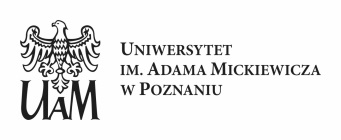 UAM
UNIWERSYTET
IM. ADAMA MICKIEWICZA
W POZNANIU